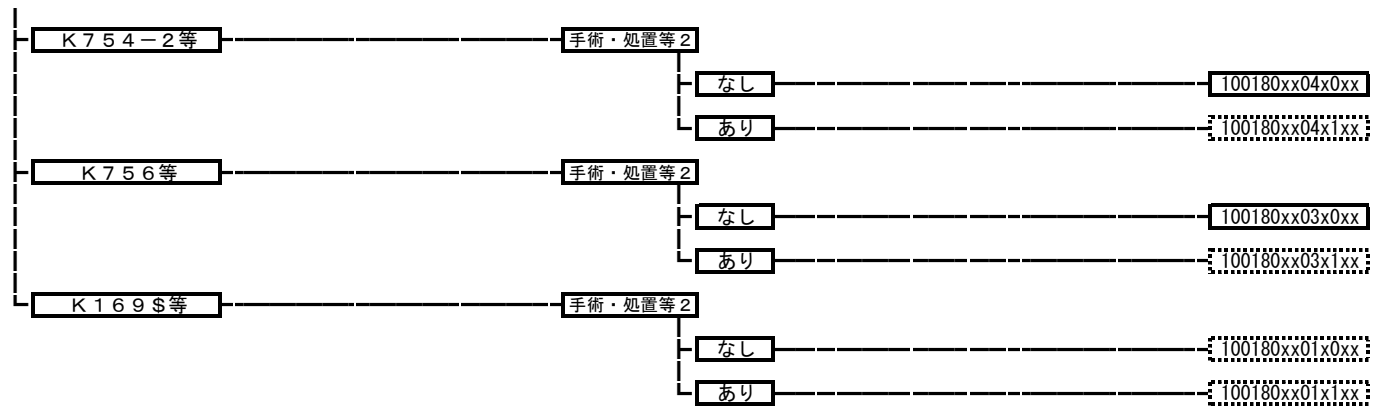 K754-2等 手術・処置等2
なし 100180xx04x0xx
あり 100180xx04x1xx
K756等 手術・処置等2
なし 100180xx03x0xx
あり 100180xx03x1xx
K169$等 手術・処置等2
なし 100180xx01x0xx
あり 100180xx01x1xx